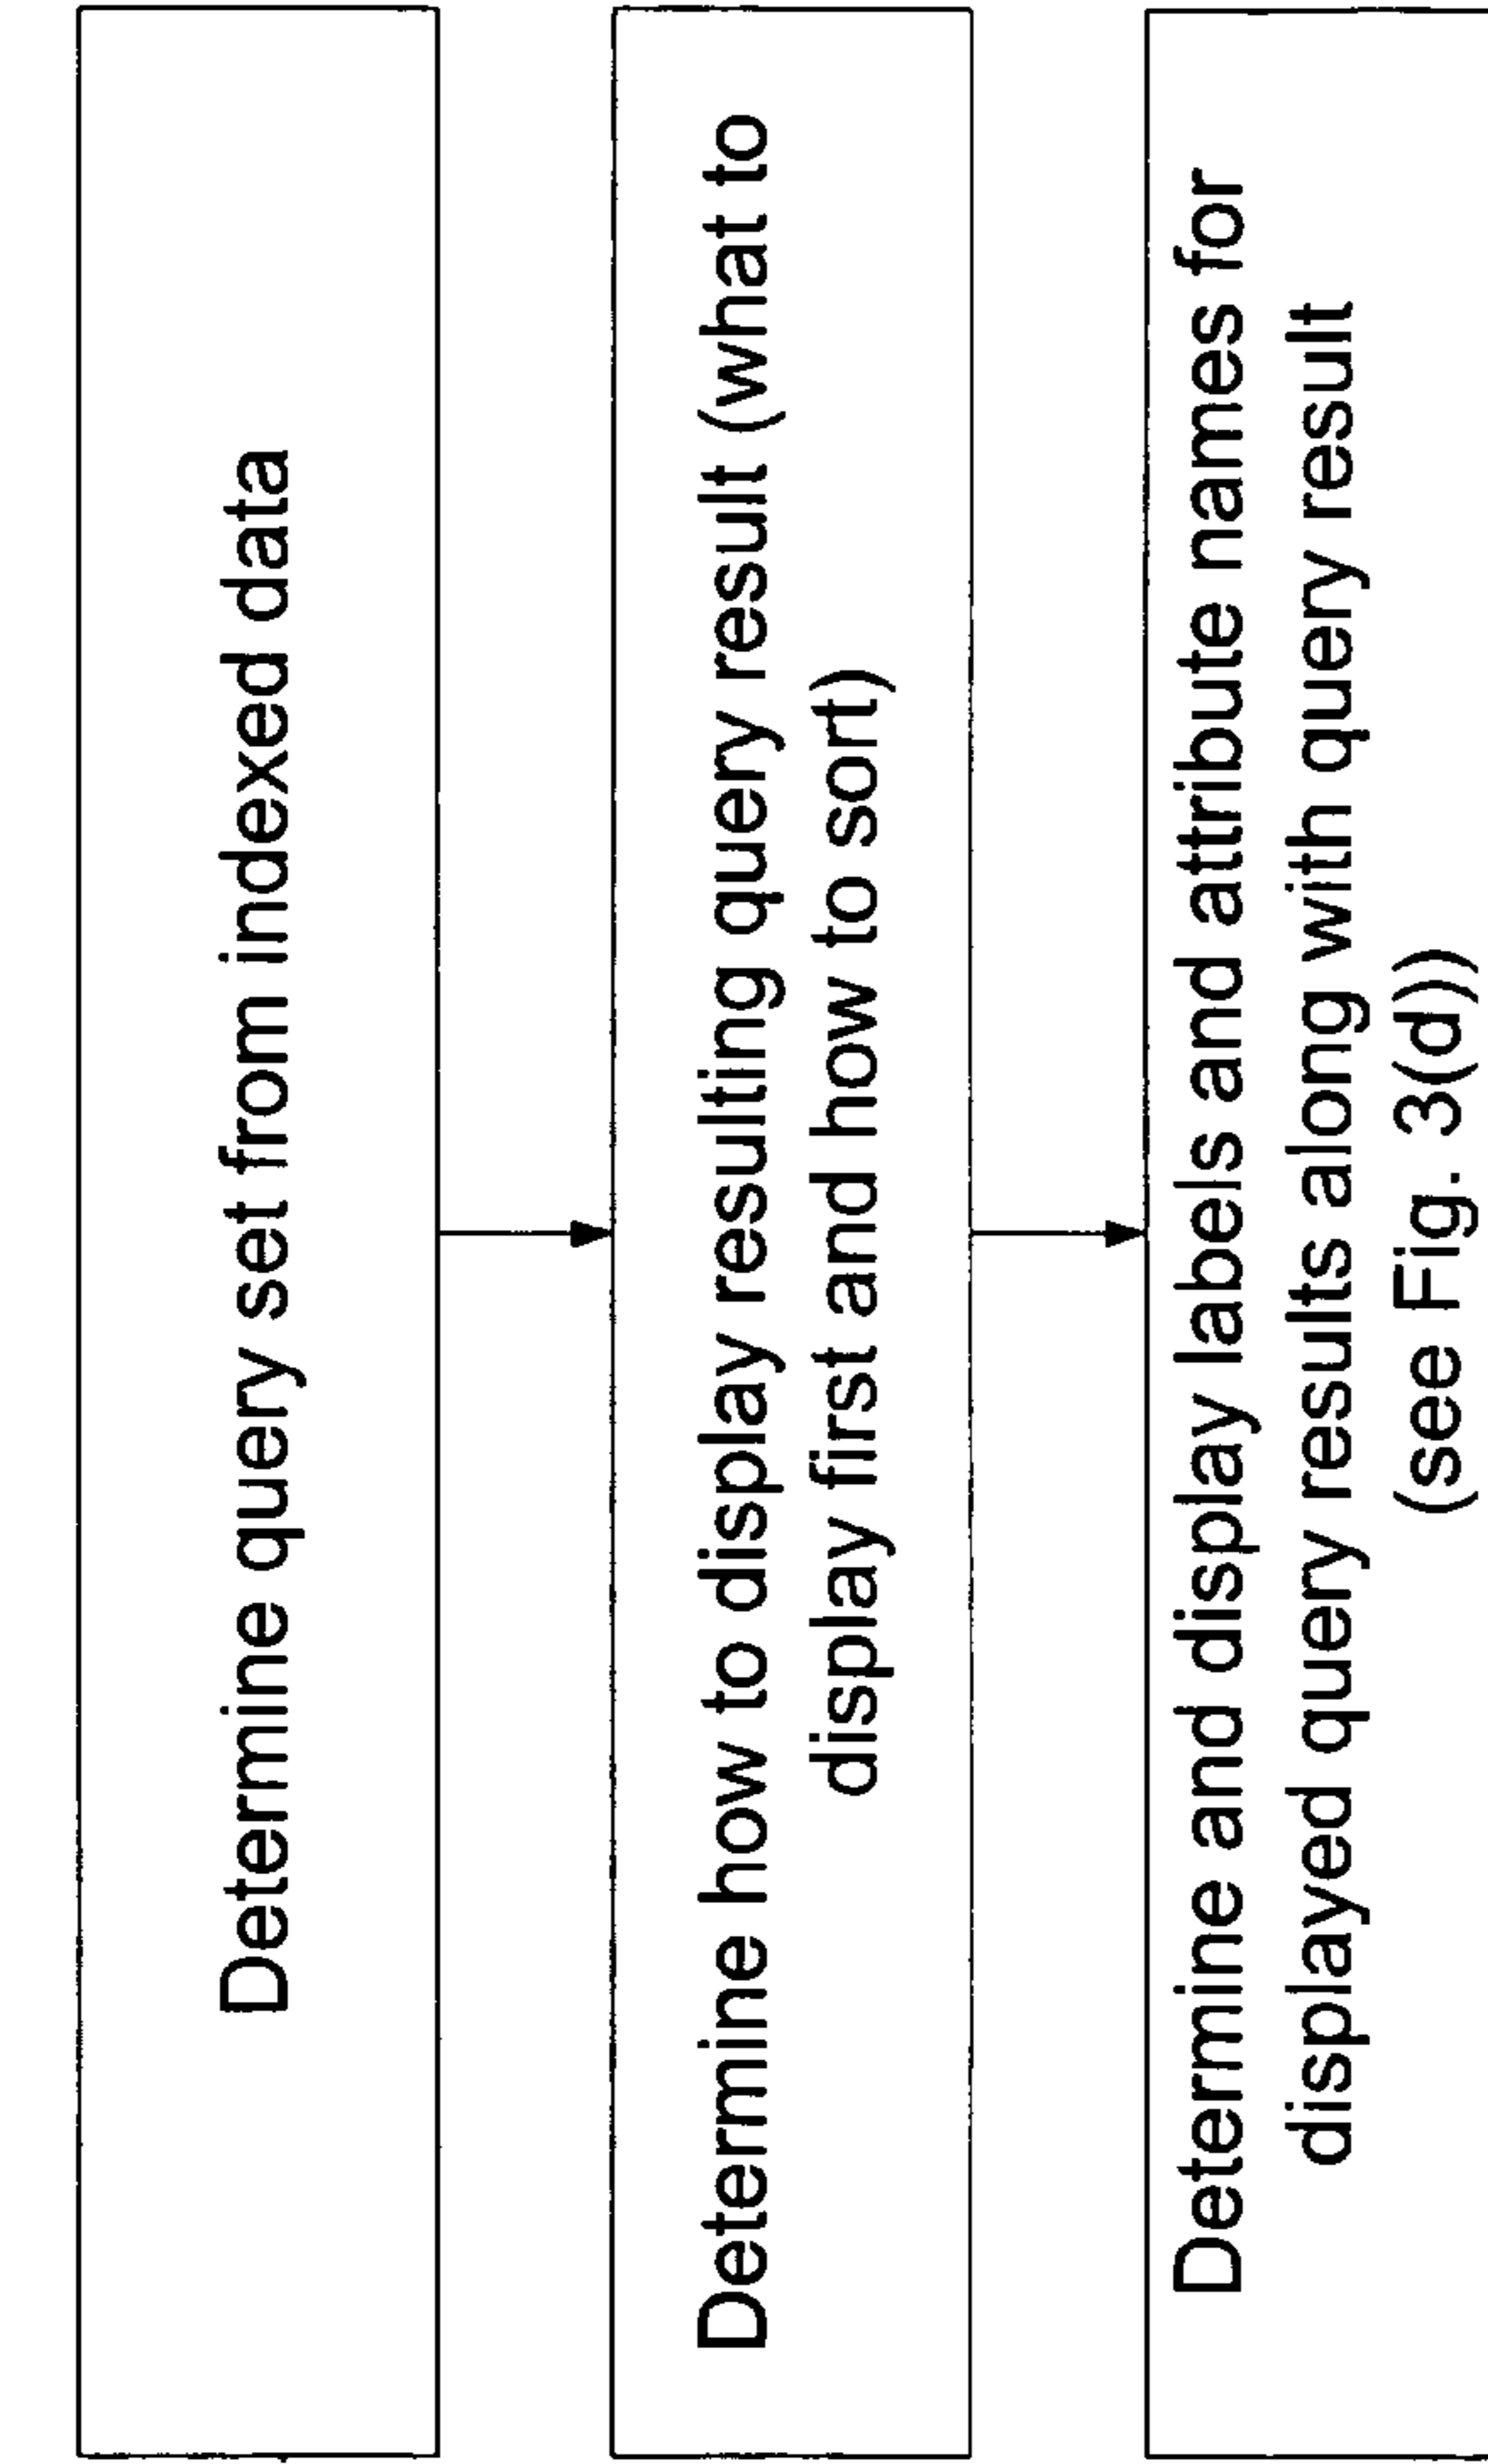 Determine query set from indexed data
Determine how to display resulting query result (what to
display first and how to sort)
Determine and display labels and attribute names for
displayed query results along with query result
(see Fig. 3(d))